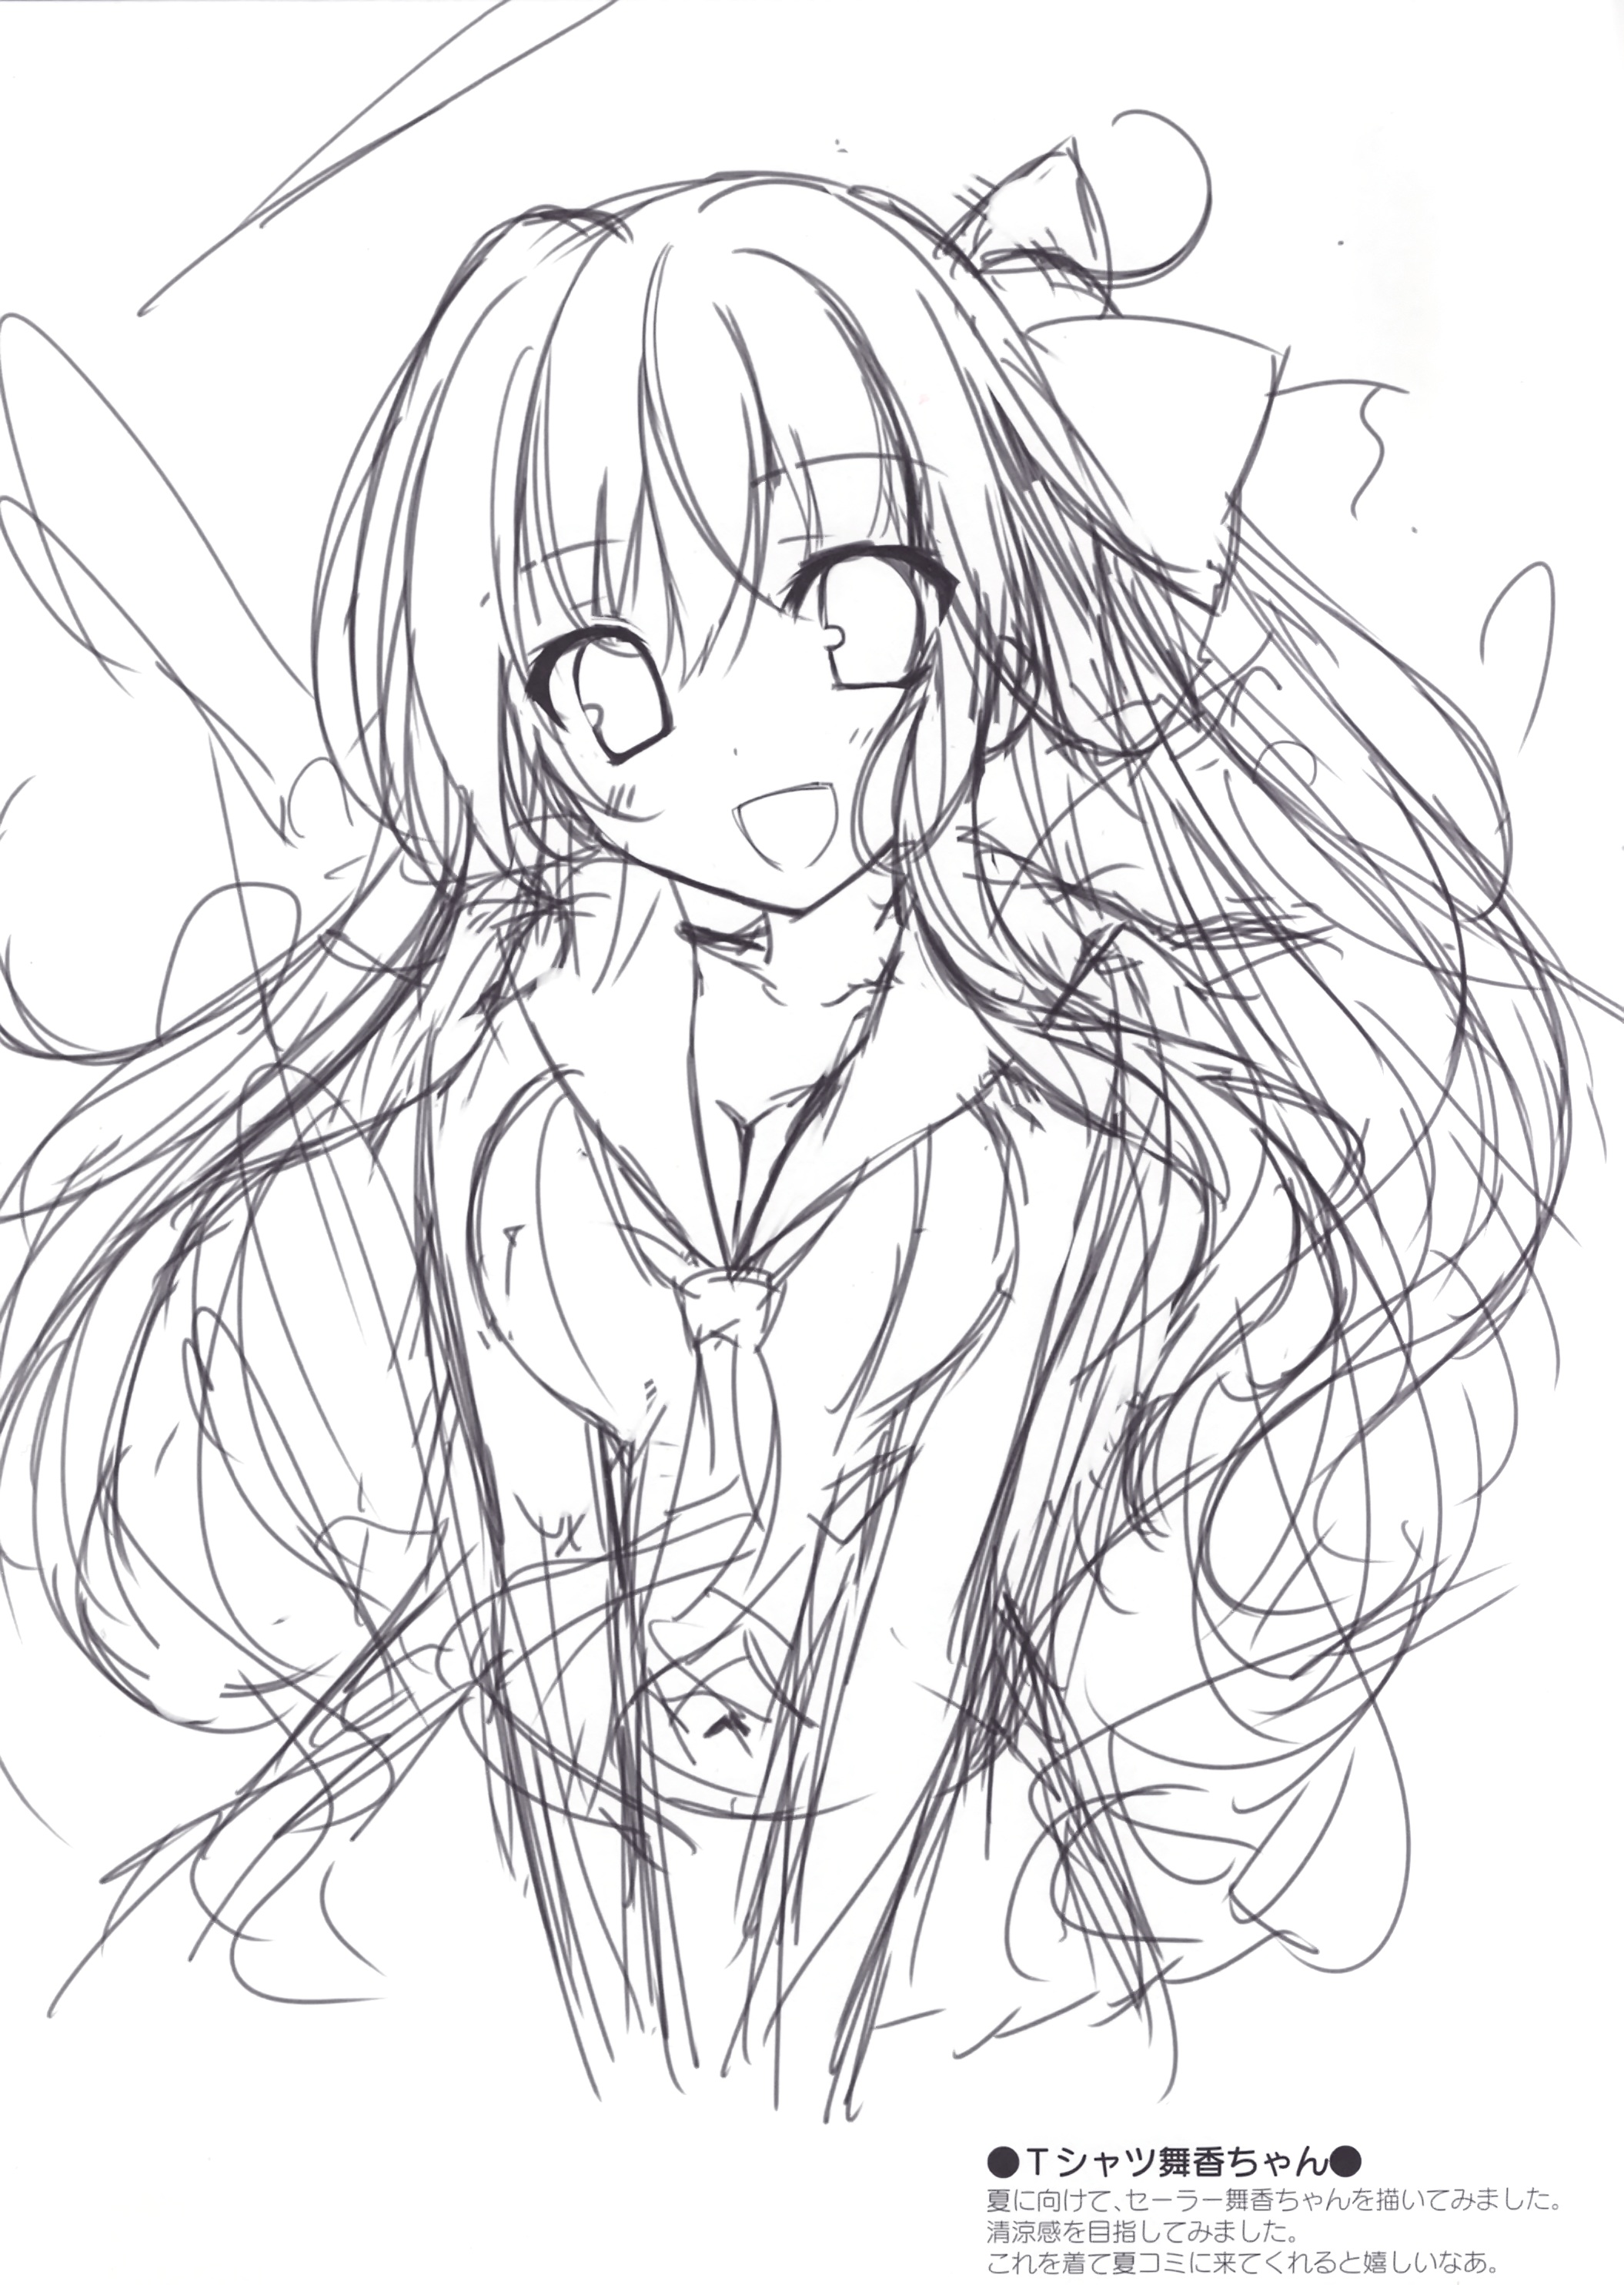 ●Tシャツ舞香ちゃん●
夏に向けて、セーラー舞香ちゃんを描いてみました。
清涼感を目指してみました。
これを着て夏コミに来てくれると嬉しいなあ。